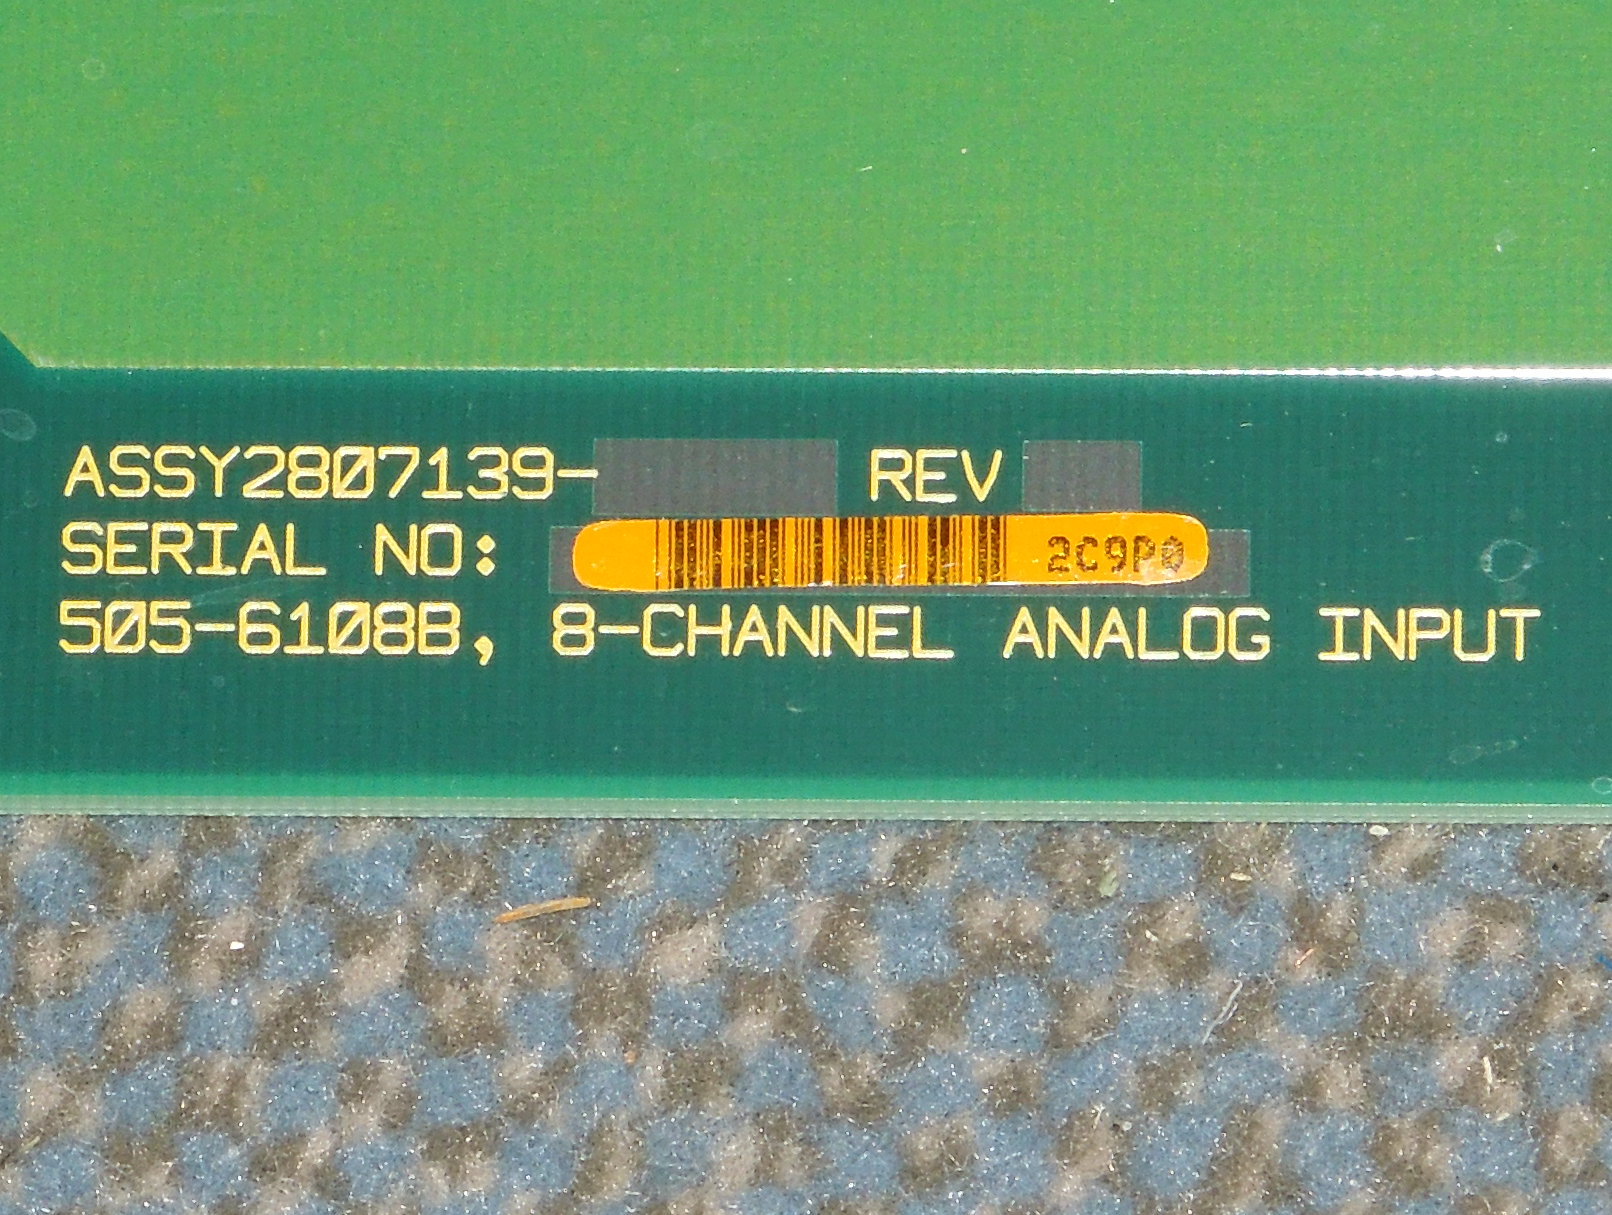 ASSY2807139- REV
SERIAL NO: 2C9P0
505-6108B, 8-CHANNEL ANALOG INPUT